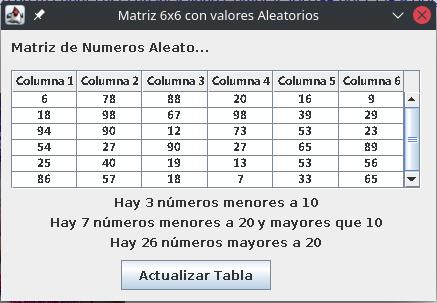 Matriz 6x6 con valores Aleatorios
Matriz de Numeros Aleato...
Columna 1 Columna 2 Columna 3 Columna 4 Columna 5 Columna 6
6 78 88 20 16 9
18 98 67 98 39 29
94 90 12 73 53 23
54 27 90 27 65 89
25 40 19 13 53 56
86 57 18 7 33 65
Hay 3 números menores a 10
Hay 7 números menores a 20 y mayores que 10
Hay 26 números mayores a 20
Actualizar Tabla